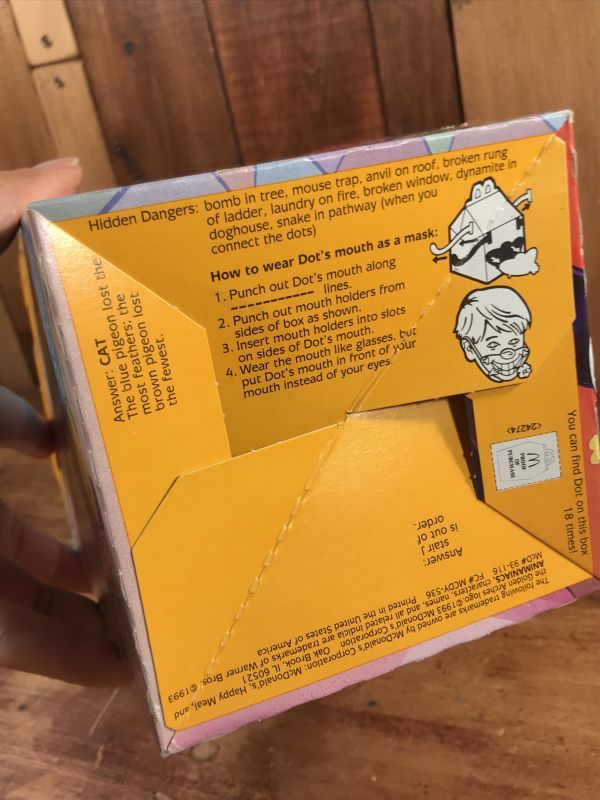 Hidden Dangers: bomb in tree, mouse trap, anvil on roof, broken rung
of ladder, laundry on fire, broken window, dynamite in
doghouse, snake in pathway (when you
connect the dots)
How to wear Dot's mouth as a mask:
1. Punch out Dot's mouth along
------------ lines.
2. Punch out mouth holders from
sides of box as shown.
3. Insert mouth holders into slots
on sides of Dot's mouth.
4. Wear the mouth like glasses, but
put Dot's mouth in front of your
mouth instead of your eyes.
Answer: CAT
The blue pigeon lost the
most feathers: the
brown pigeon lost
the fewest.
You can find Dot on this box
18 times!
<24274>
PROOF
OF
PURCHASE
Answer:
stair J
is out of
order.
The following trademarks are owned by McDonald's Corporation: McDonald's, Happy Meal, and
the Golden Arches logo. © 1993 McDonald's Corporation Oak Brook, IL 60521
ANIMANIACS, characters, names, and all related indicia are trademarks of Warner Bros. © 1993
McD# 93-116 FC# MCDY-536 Printed in the United States of America